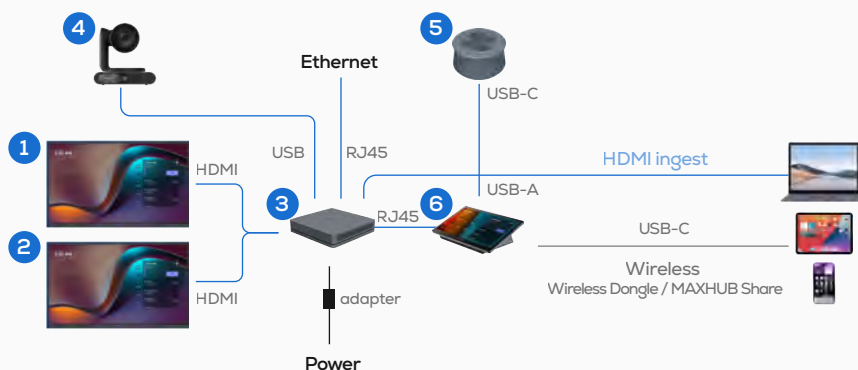 4
5
Ethernet
USB-C
1
HDMI
USB
RJ45
HDMI ingest
USB-A
3
RJ45
6
2
USB-C
HDMI
Wireless
Wireless Dongle / MAXHUB Share
adapter
Power